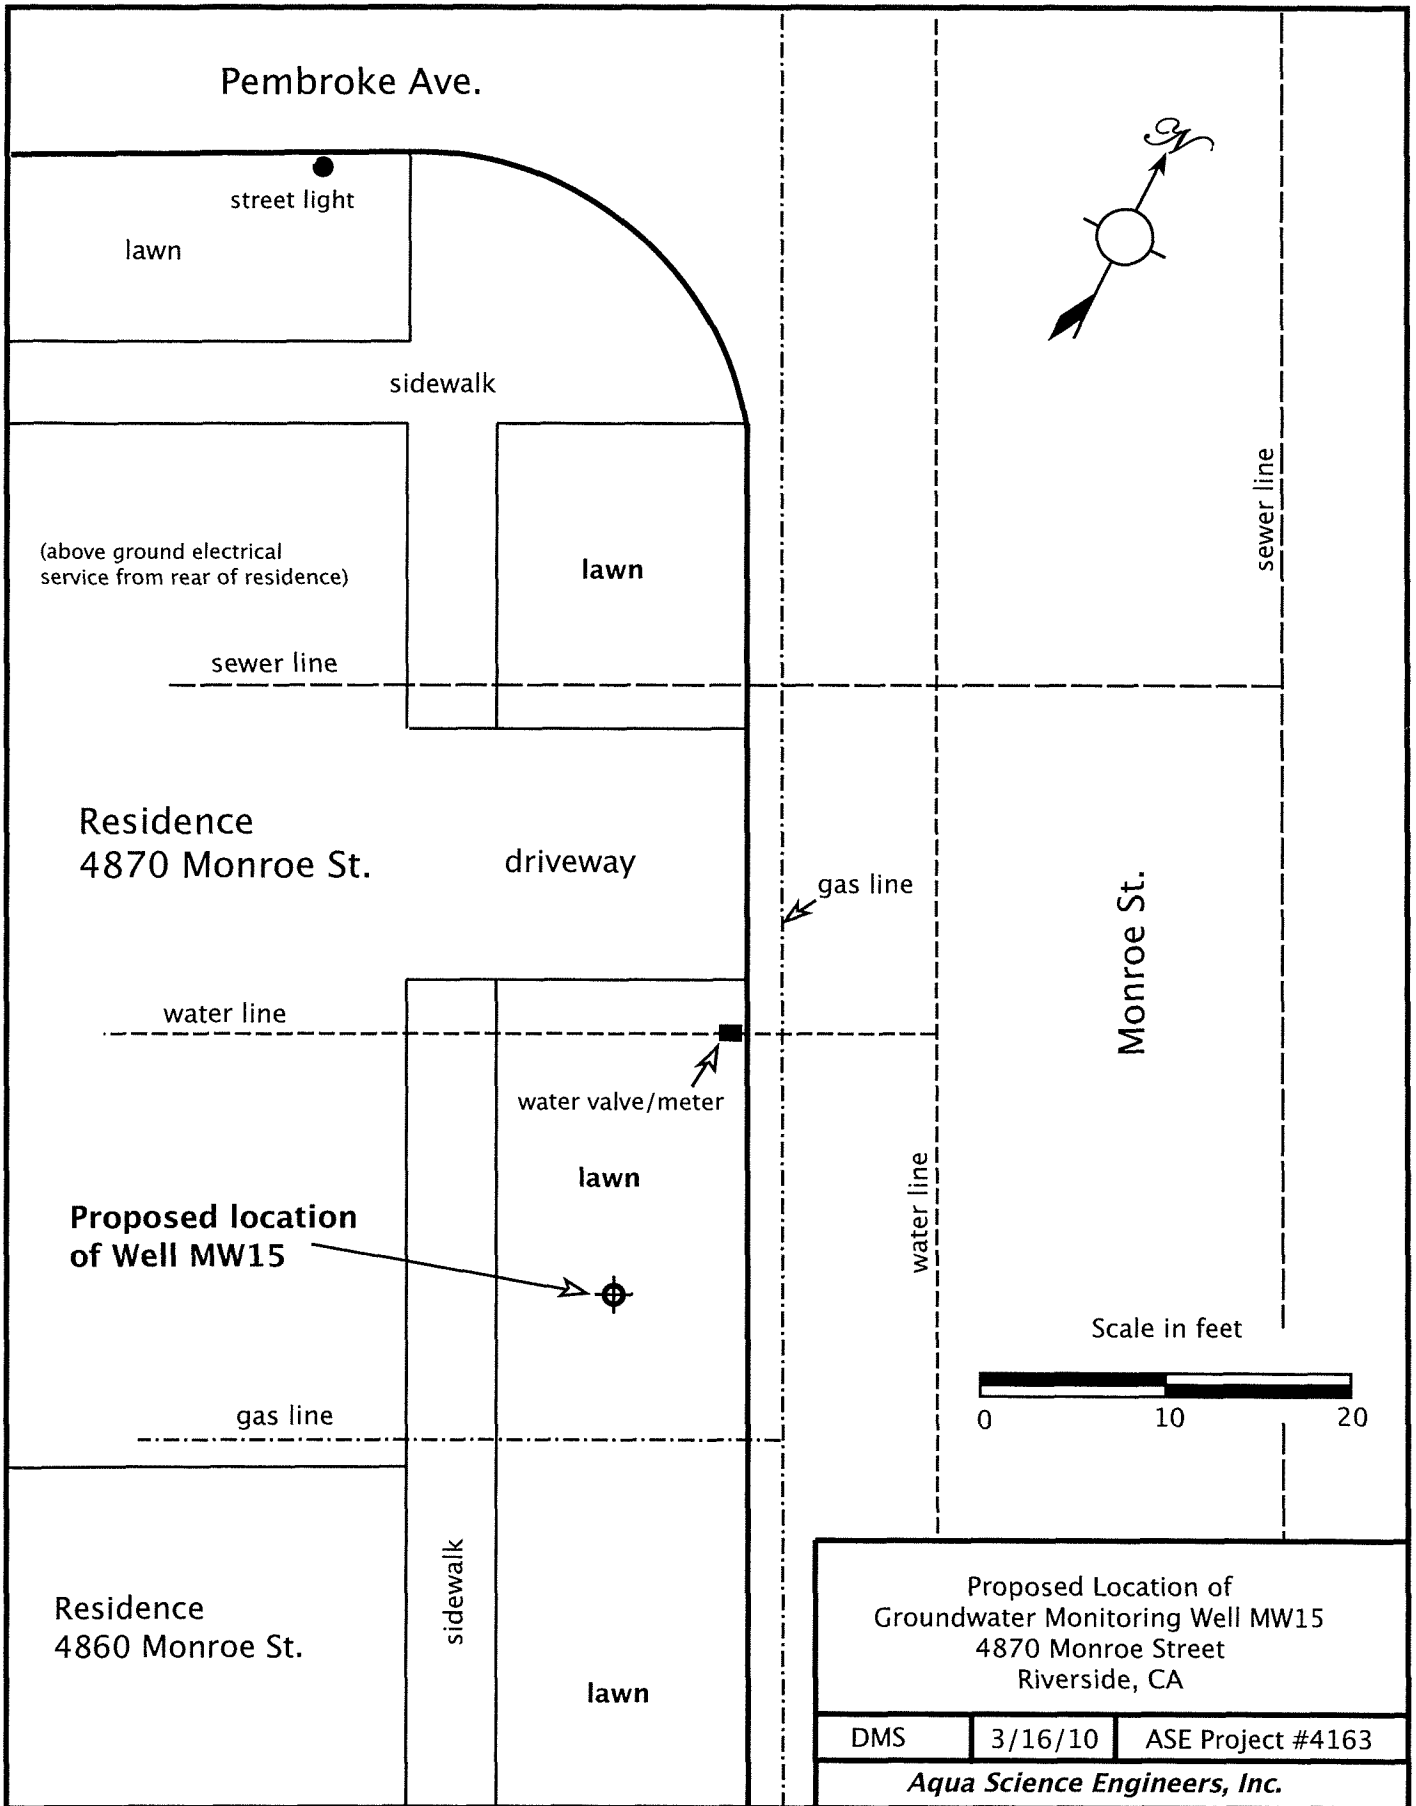 Pembroke Ave.
N
street light
lawn
sidewalk
sewer line
(above ground electrical
service from rear of residence)
lawn
sewer line
Residence
4870 Monroe St.
driveway
gas line
Monroe St.
water line
water valve/meter
lawn
water line
Proposed location
of Well MW15
Scale in feet
0 10 20
gas line
sidewalk
Residence
4860 Monroe St.
lawn
Proposed Location of
Groundwater Monitoring Well MW15
4870 Monroe Street
Riverside, CA
DMS 3/16/10 ASE Project #4163
Aqua Science Engineers, Inc.